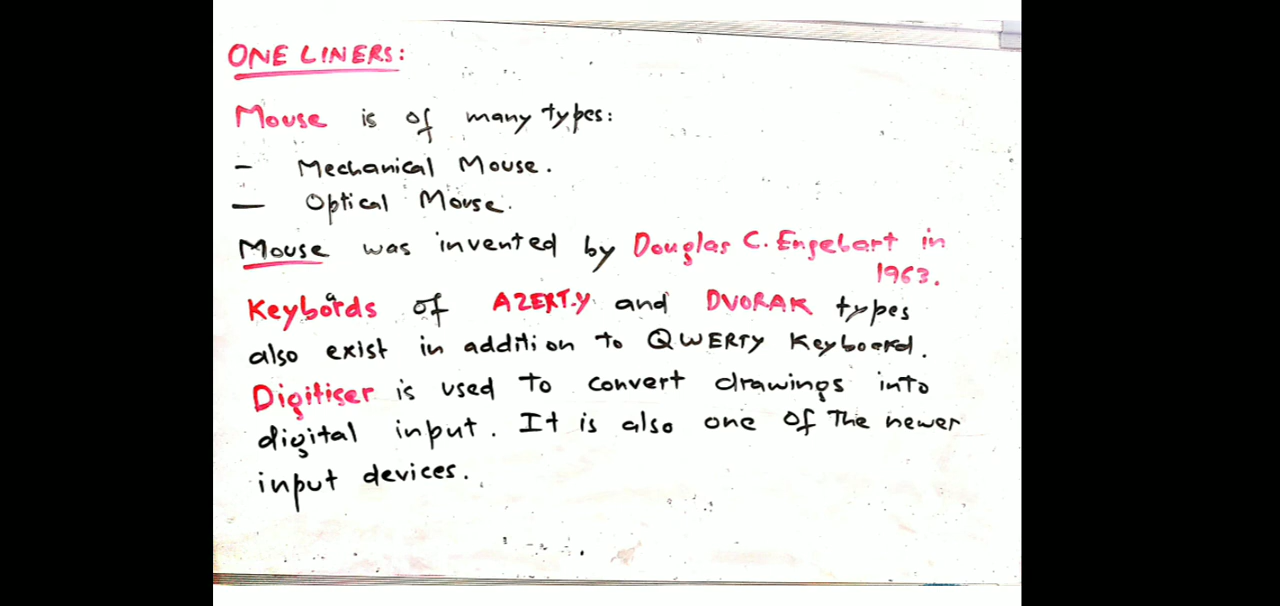 ONE LINERS:
Mouse is of many types:
- Mechanical Mouse.
- Optical Mouse.
Mouse was invented by Douglas C. Engelbart in
1963.
Keyboards of AZERTY and DVORAK types
also exist in addition to QWERTY Keyboard.
Digitiser is used to convert drawings into
digital input. It is also one of the newer
input devices.